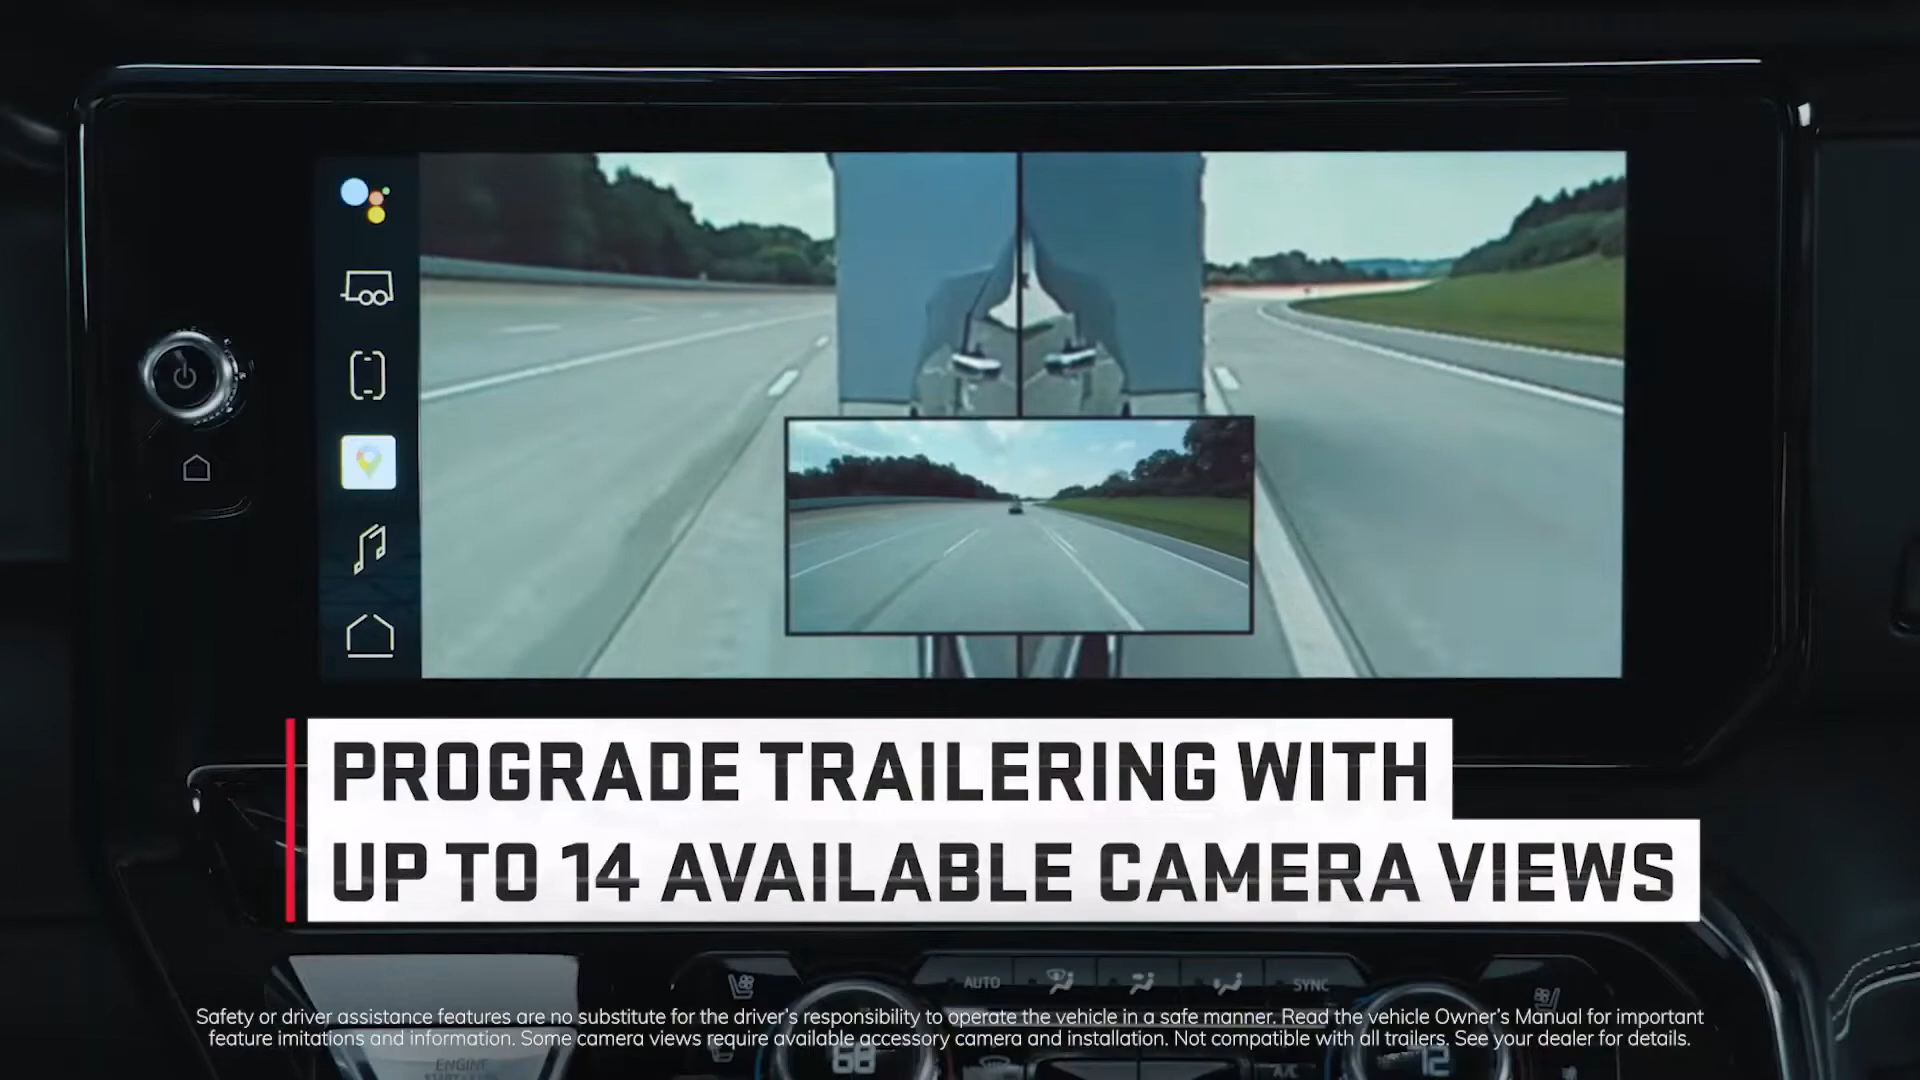 PROGRADE TRAILERING WITH
UP TO 14 AVAILABLE CAMERA VIEWS
AUTO
SYNC
Safety or driver assistance features are no substitute for the driver's responsibility to operate the vehicle in a safe manner. Read the vehicle Owner's Manual for important
feature imitations and information. Some camera views require available accessory camera and installation. Not compatible with all trailers. See your dealer for details.
68
72
ENGINE
A/C